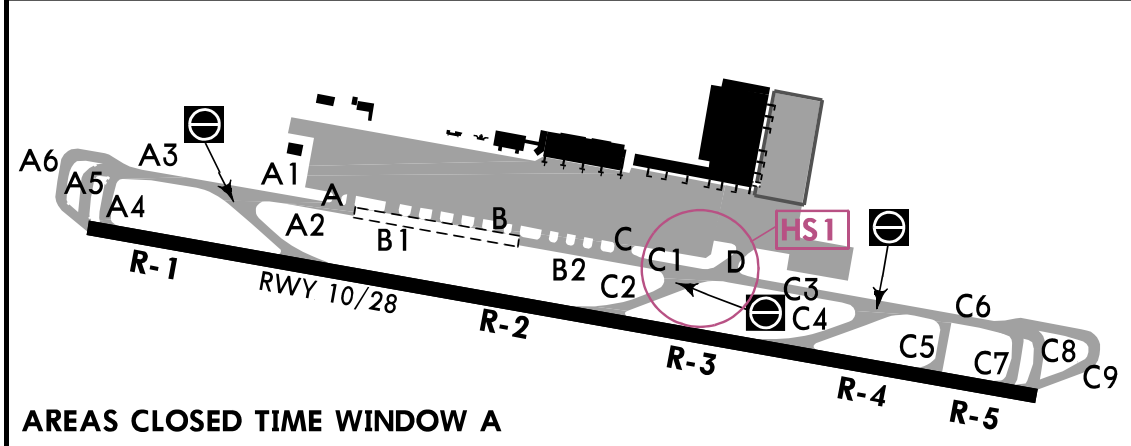 A6
A5
A4
A3
A1
A2
A
B1
B
B2
C
C1
D
HS1
C2
C3
C4
C6
C5
C7
C8
C9
R-1
RWY 10/28
R-2
R-3
R-4
R-5
AREAS CLOSED TIME WINDOW A